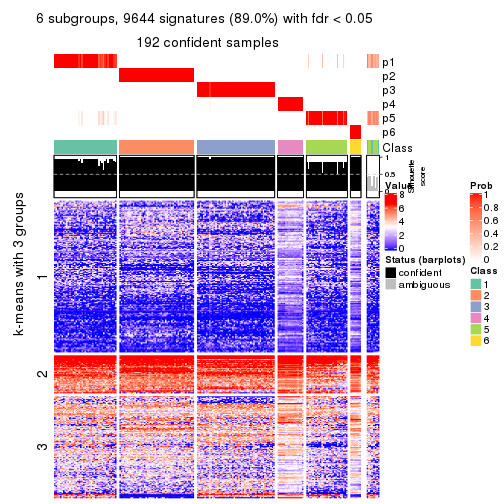 6 subgroups, 9644 signatures (89.0%) with fdr < 0.05
192 confident samples
p1
p2
p3
p4
p5
p6
Class
1
0.5
0
Silhouette
score
k-means with 3 groups
1
2
3
Value
8
6
4
2
0
Status (barplots)
confident
ambiguous
Prob
1
0.8
0.6
0.4
0.2
0
Class
1
2
3
4
5
6